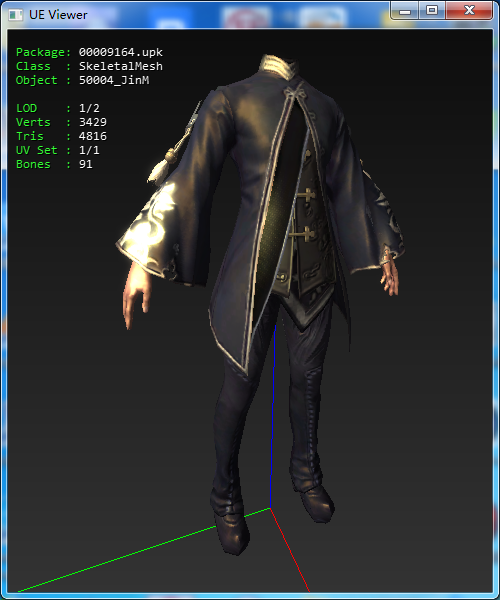 UE Viewer
Package: 00009164.upk
Class : SkeletalMesh
Object : 50004_JinM
LOD : 1/2
Verts : 3429
Tris : 4816
UV Set : 1/1
Bones : 91